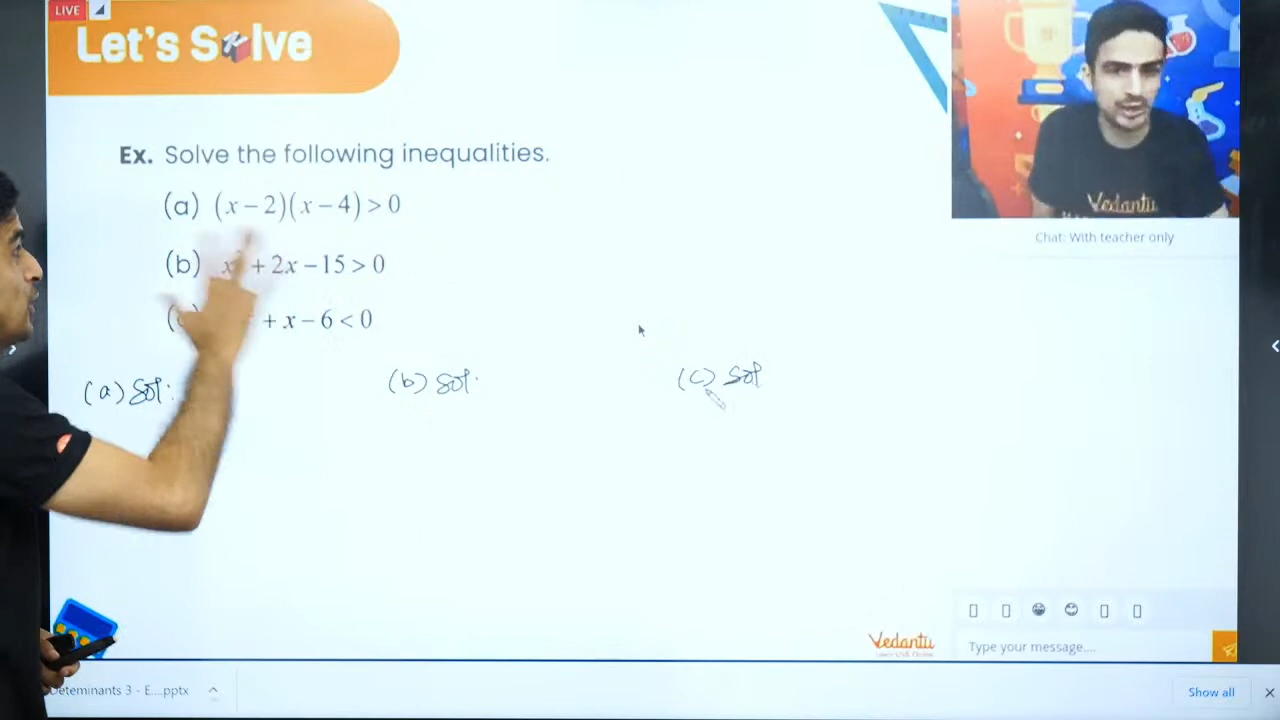 LIVE
Let's Solve
Ex. Solve the following inequalities.
(a) (x − 2)(x − 4) > 0
(b) + 2x − 15 > 0
+ x − 6 < 0
(a) Sol:
(b) Sol:
(c) Sol
Vedantu
Chat: With teacher only
Vedantu
Type your message....
Deteminants 3 - E....pptx
Show all